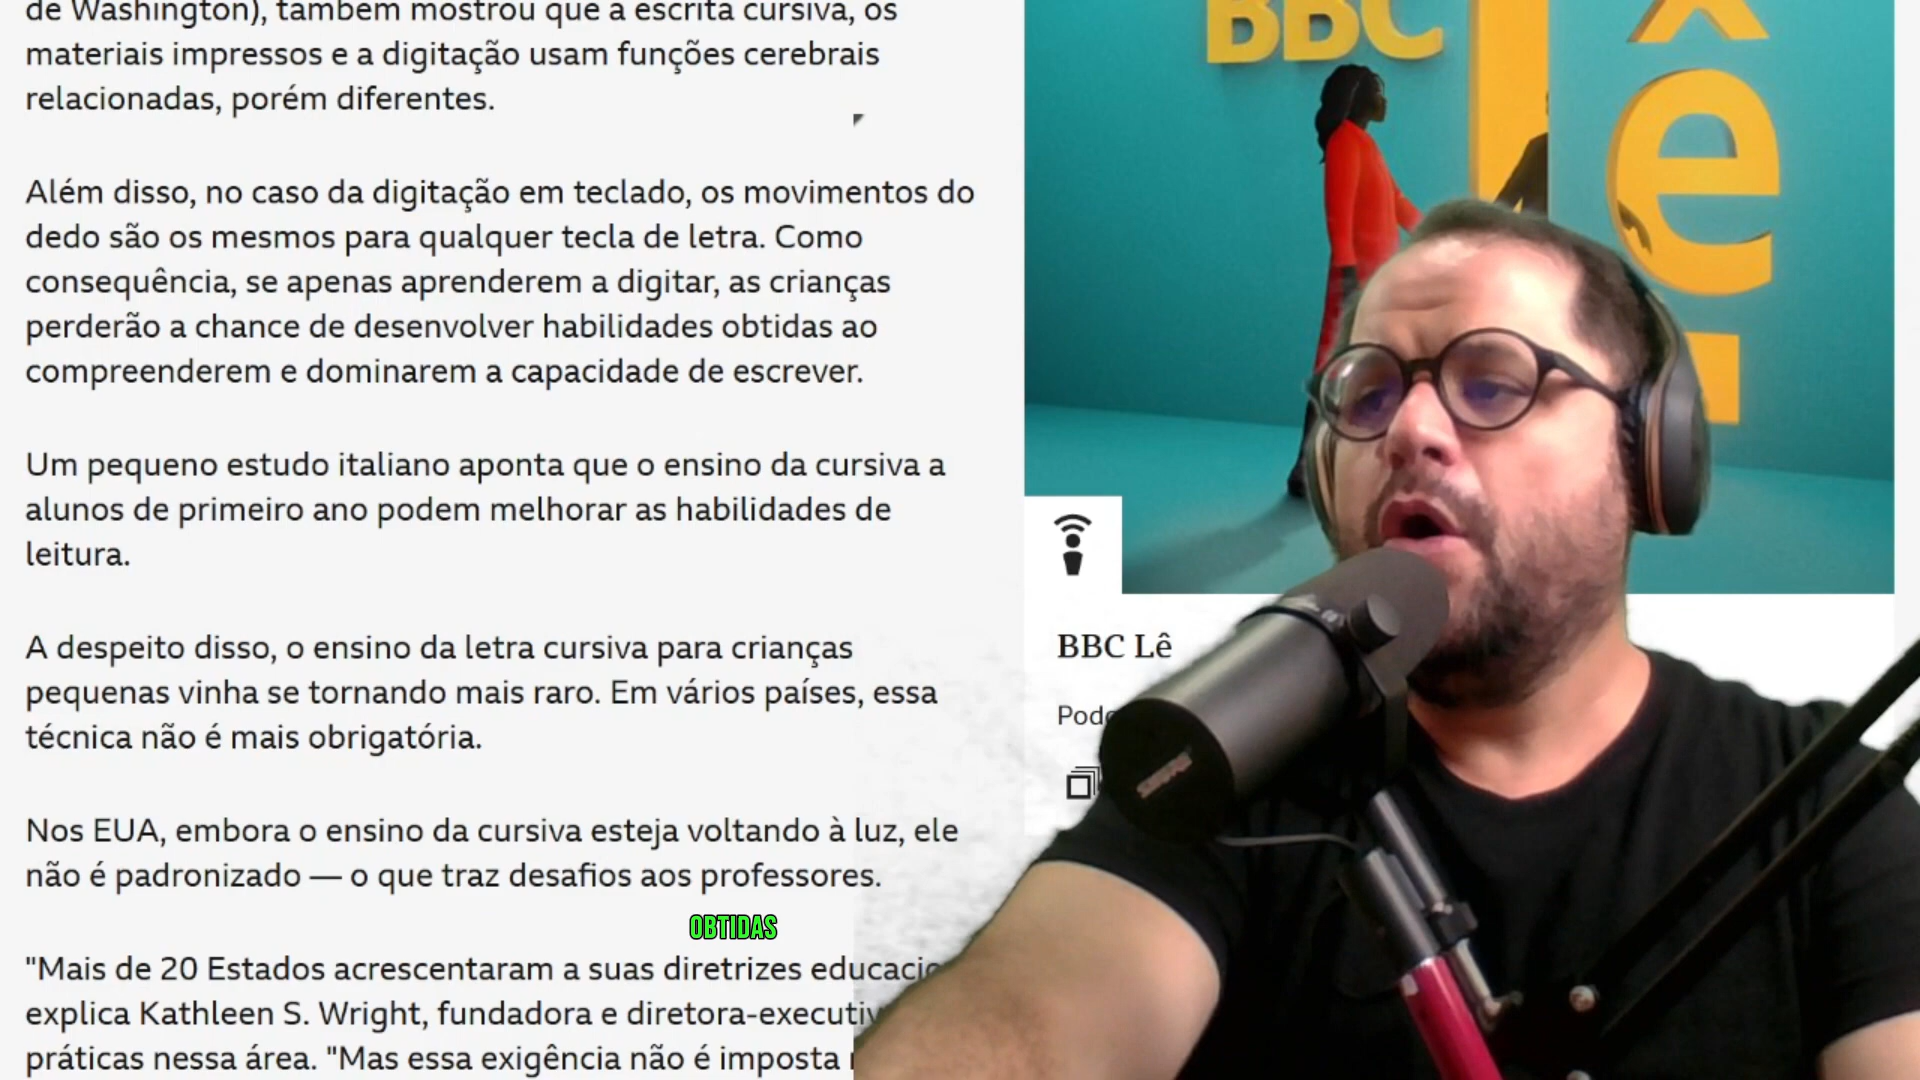 de Washington), também mostrou que a escrita cursiva, os
materiais impressos e a digitação usam funções cerebrais
relacionadas, porém diferentes.
Além disso, no caso da digitação em teclado, os movimentos do
dedo são os mesmos para qualquer tecla de letra. Como
consequência, se apenas aprenderem a digitar, as crianças
perderão a chance de desenvolver habilidades obtidas ao
compreenderem e dominarem a capacidade de escrever.
Um pequeno estudo italiano aponta que o ensino da cursiva a
alunos de primeiro ano podem melhorar as habilidades de
leitura.
A despeito disso, o ensino da letra cursiva para crianças
pequenas vinha se tornando mais raro. Em vários países, essa
técnica não é mais obrigatória.
Nos EUA, embora o ensino da cursiva esteja voltando à luz, ele
não é padronizado — o que traz desafios aos professores.
OBTIDAS
"Mais de 20 Estados acrescentaram a suas diretrizes
explica Kathleen S. Wright, fundadora e
práticas nessa área. "Mas essa exigência não é imposta
BBC
lê
BBC Lê